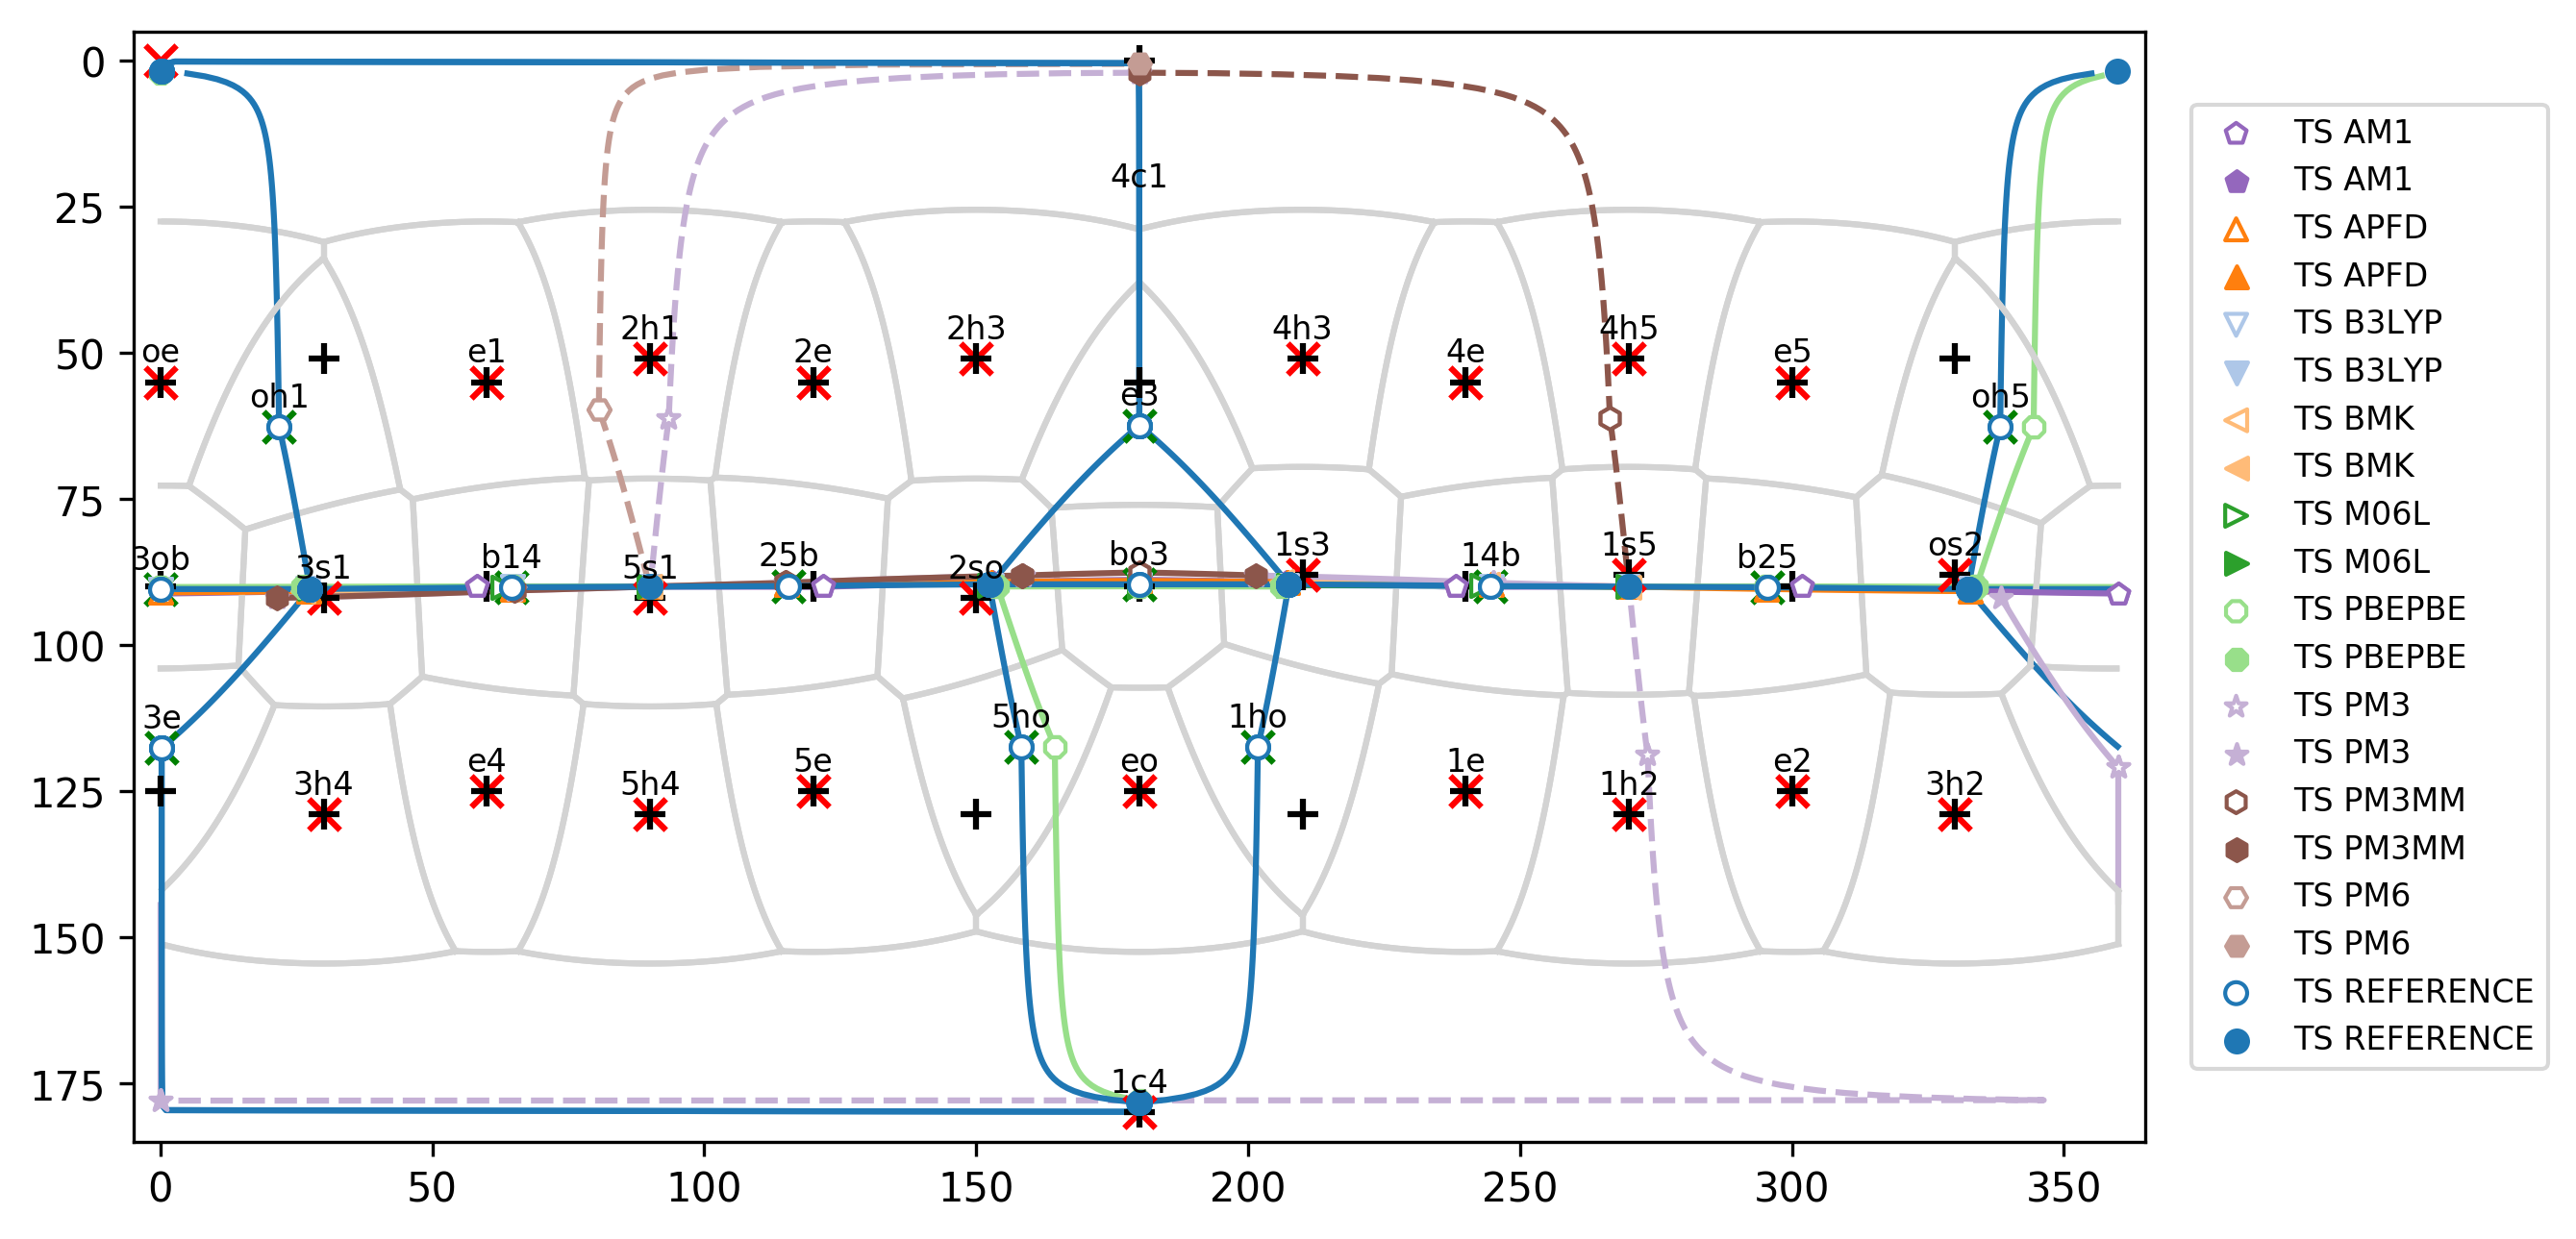 0
25
50
75
100
125
150
175
0
50
100
150
200
250
300
350
4c1
2h1
2h3
4h3
4h5
oe
e1
2e
4e
e5
oh1
e3
oh5
3ob
3s1
b14
5s1
25b
2so
bo3
1s3
14b
1s5
b25
os2
3e
5ho
1ho
3h4
e4
5h4
5e
eo
1e
1h2
e2
3h2
1c4
TS AM1
TS AM1
TS APFD
TS APFD
TS B3LYP
TS B3LYP
TS BMK
TS BMK
TS M06L
TS M06L
TS PBEPBE
TS PBEPBE
TS PM3
TS PM3
TS PM3MM
TS PM3MM
TS PM6
TS PM6
TS REFERENCE
TS REFERENCE